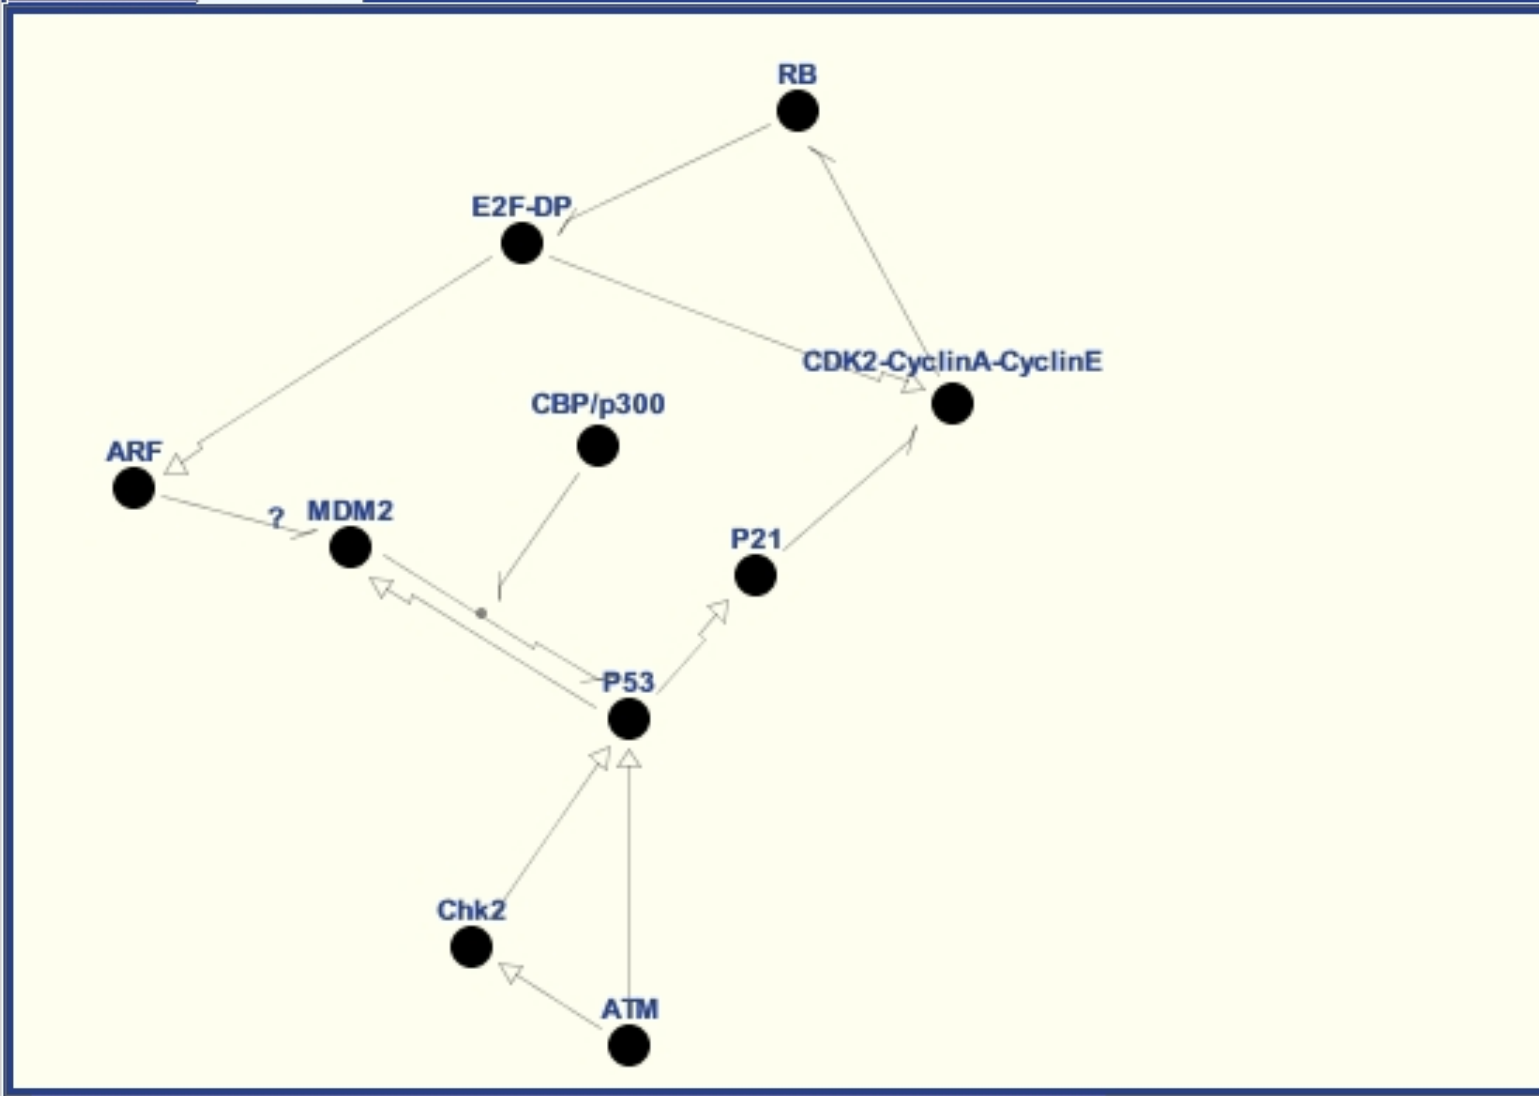 RB
E2F-DP
CDK2-CyclinA-CyclinE
CBP/p300
ARF
? MDM2
P21
P53
Chk2
ATM